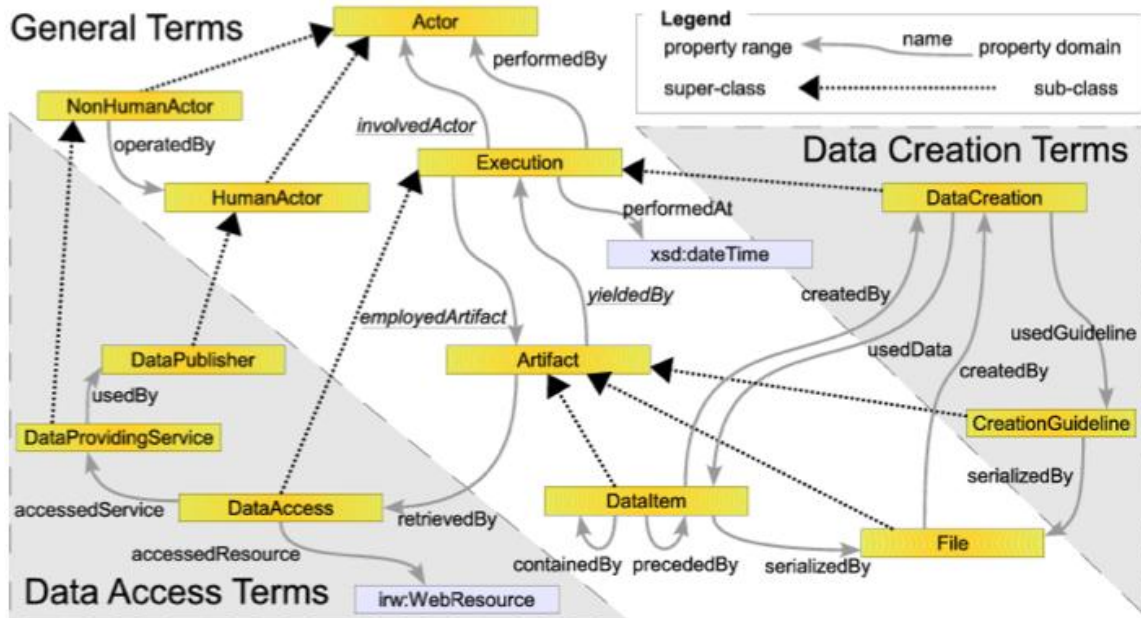 General Terms
Actor
Legend
property range
name
property domain
super-class
sub-class
performedBy
NonHumanActor
involvedActor
operatedBy
Execution
Data Creation Terms
HumanActor
DataCreation
performedAt
xsd:dateTime
createdBy
yieldedBy
employedArtifact
usedGuideline
DataPublisher
Artifact
usedData
createdBy
usedBy
DataProvidingService
CreationGuideline
serializedBy
accessedService
DataAccess
retrievedBy
DataItem
File
accessedResource
containedBy
precededBy
serializedBy
Data Access Terms
irw:WebResource